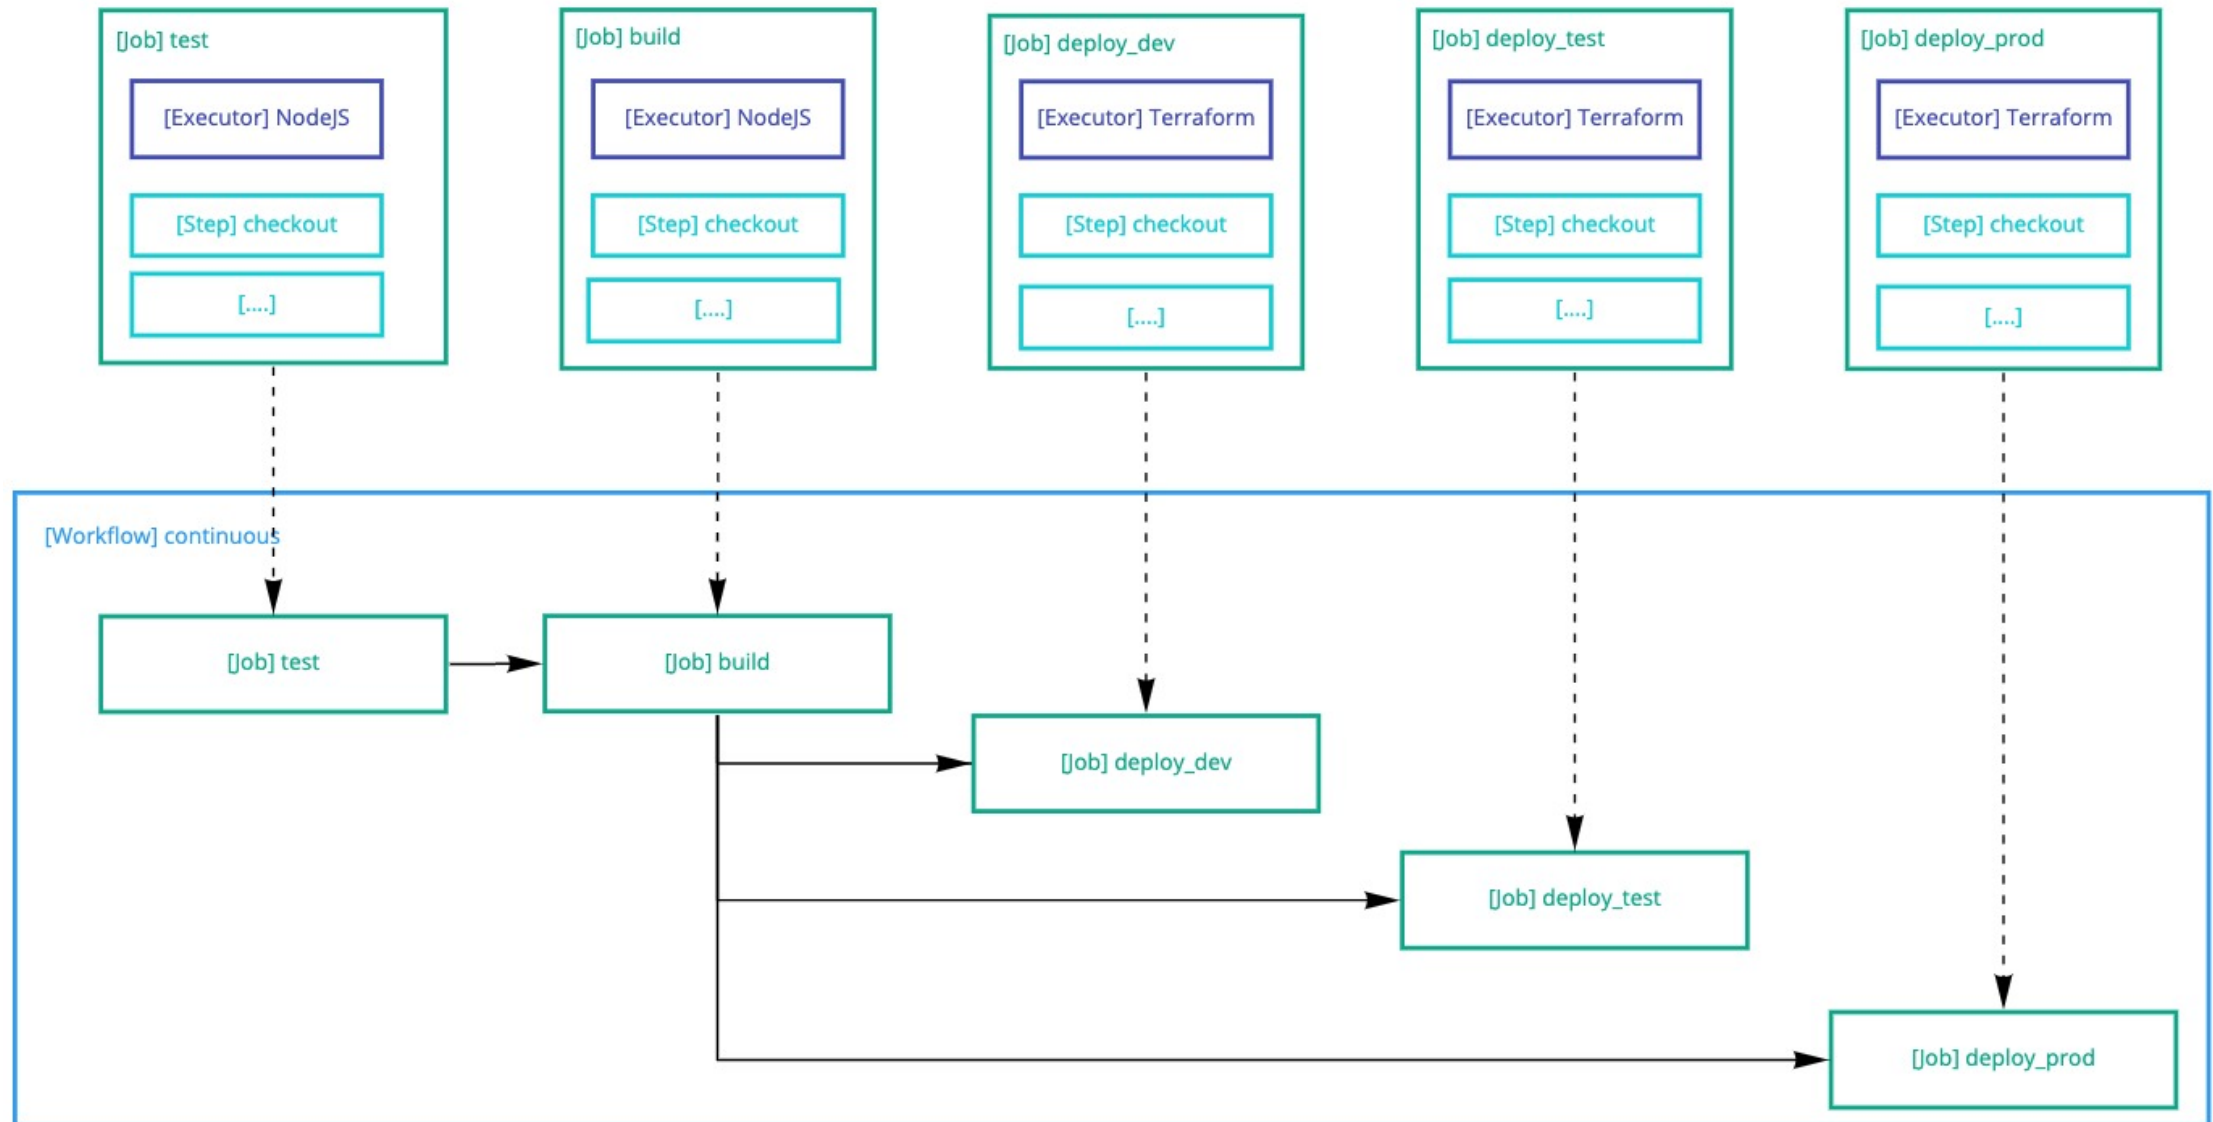 [Job] test
[Executor] NodeJS
[Step] checkout
[....]
[Job] build
[Executor] NodeJS
[Step] checkout
[....]
[Job] deploy_dev
[Executor] Terraform
[Step] checkout
[....]
[Job] deploy_test
[Executor] Terraform
[Step] checkout
[....]
[Job] deploy_prod
[Executor] Terraform
[Step] checkout
[....]
[Workflow] continuous
[Job] test
[Job] build
[Job] deploy_dev
[Job] deploy_test
[Job] deploy_prod